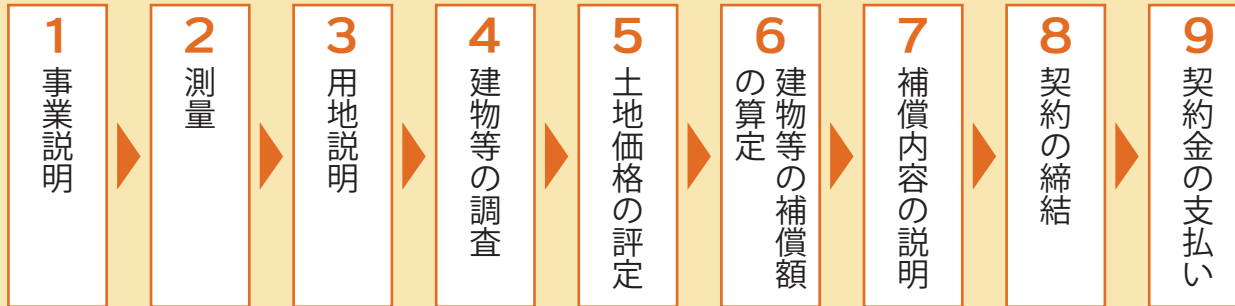 1
事業説明
2
測量
3
用地説明
4
建物等の調査
5
土地価格の評定
6
建物等の補償額
の算定
7
補償内容の説明
8
契約の締結
9
契約金の支払い